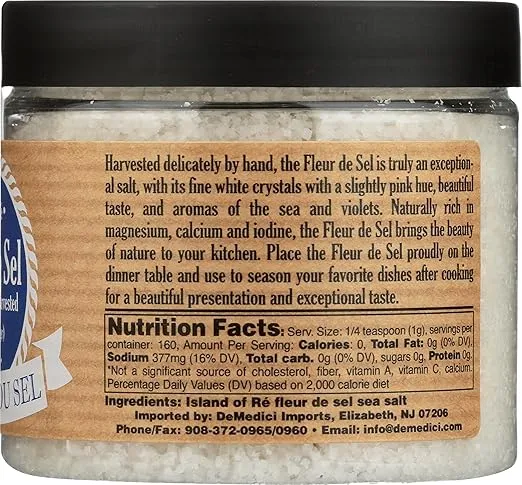 Sel
OU SEL
Harvested delicately by hand, the Fleur de Sel is truly an exception-
al salt, with its fine white crystals with a slightly pink hue, beautiful
taste, and aromas of the sea and violets. Naturally rich in
magnesium, calcium and iodine, the Fleur de Sel brings the beauty
of nature to your kitchen. Place the Fleur de Sel proudly on the
dinner table and use to season your favorite dishes after cooking
for a beautiful presentation and exceptional taste.
Nutrition Facts: Serv. Size: 1/4 teaspoon (1g), servings per
container: 160, Amount Per Serving: Calories: 0, Total Fat: 0g (0% DV),
Sodium 377mg (16% DV), Total carb. 0g (0% DV), sugars 0g, Protein 0g.
*Not a significant source of cholesterol, fiber, vitamin A, vitamin C, calcium.
Percentage Daily Values (DV) based on 2,000 calorie diet
Ingredients: Island of Ré fleur de sel sea salt
Imported by: DeMedici Imports, Elizabeth, NJ 07206
Phone/Fax: 908-372-0965/0960 • Email: info@demedici.com